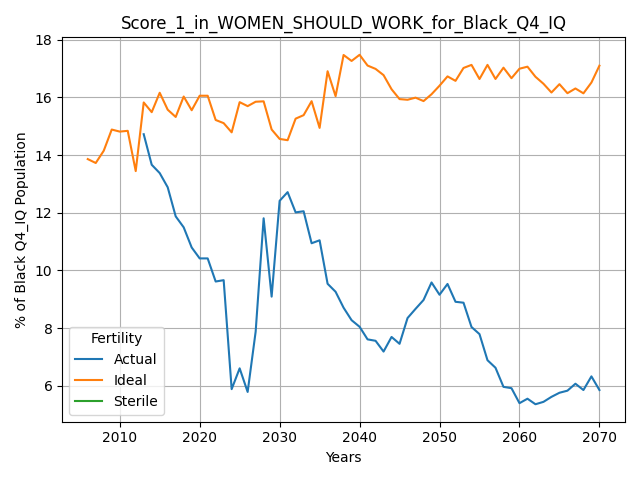 Score_1_in_WOMEN_SHOULD_WORK_for_Black_Q4_IQ
% of Black Q4_IQ Population
18
16
14
12
10
8
6
Fertility
Actual
Ideal
Sterile
2010 2020 2030 2040 2050 2060 2070
Years